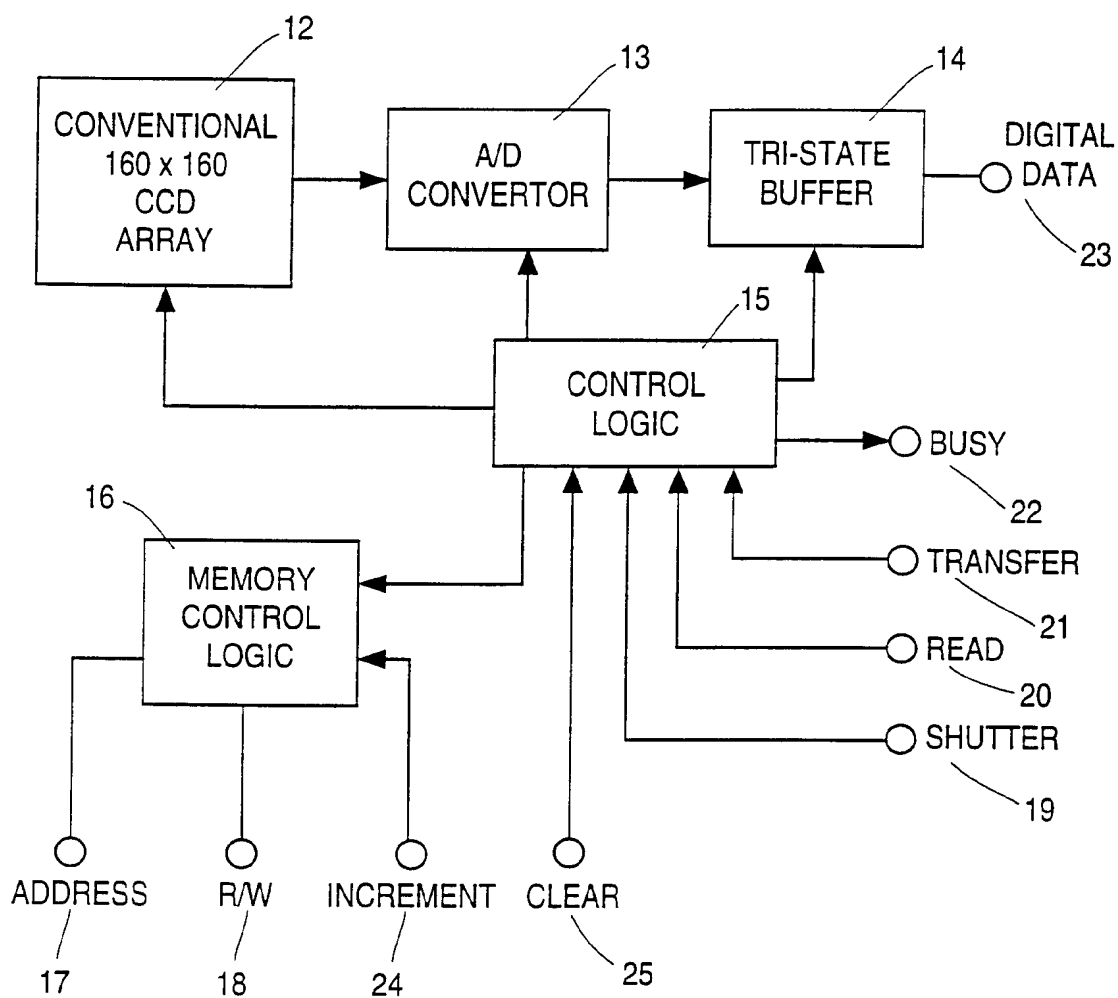 12
13
14
CONVENTIONAL
160 x 160
CCD
ARRAY
A/D
CONVERTOR
TRI-STATE
BUFFER
DIGITAL
DATA
23
15
CONTROL
LOGIC
BUSY
22
16
MEMORY
CONTROL
LOGIC
TRANSFER
21
READ
20
SHUTTER
19
ADDRESS
R/W
INCREMENT
CLEAR
17
18
24
25